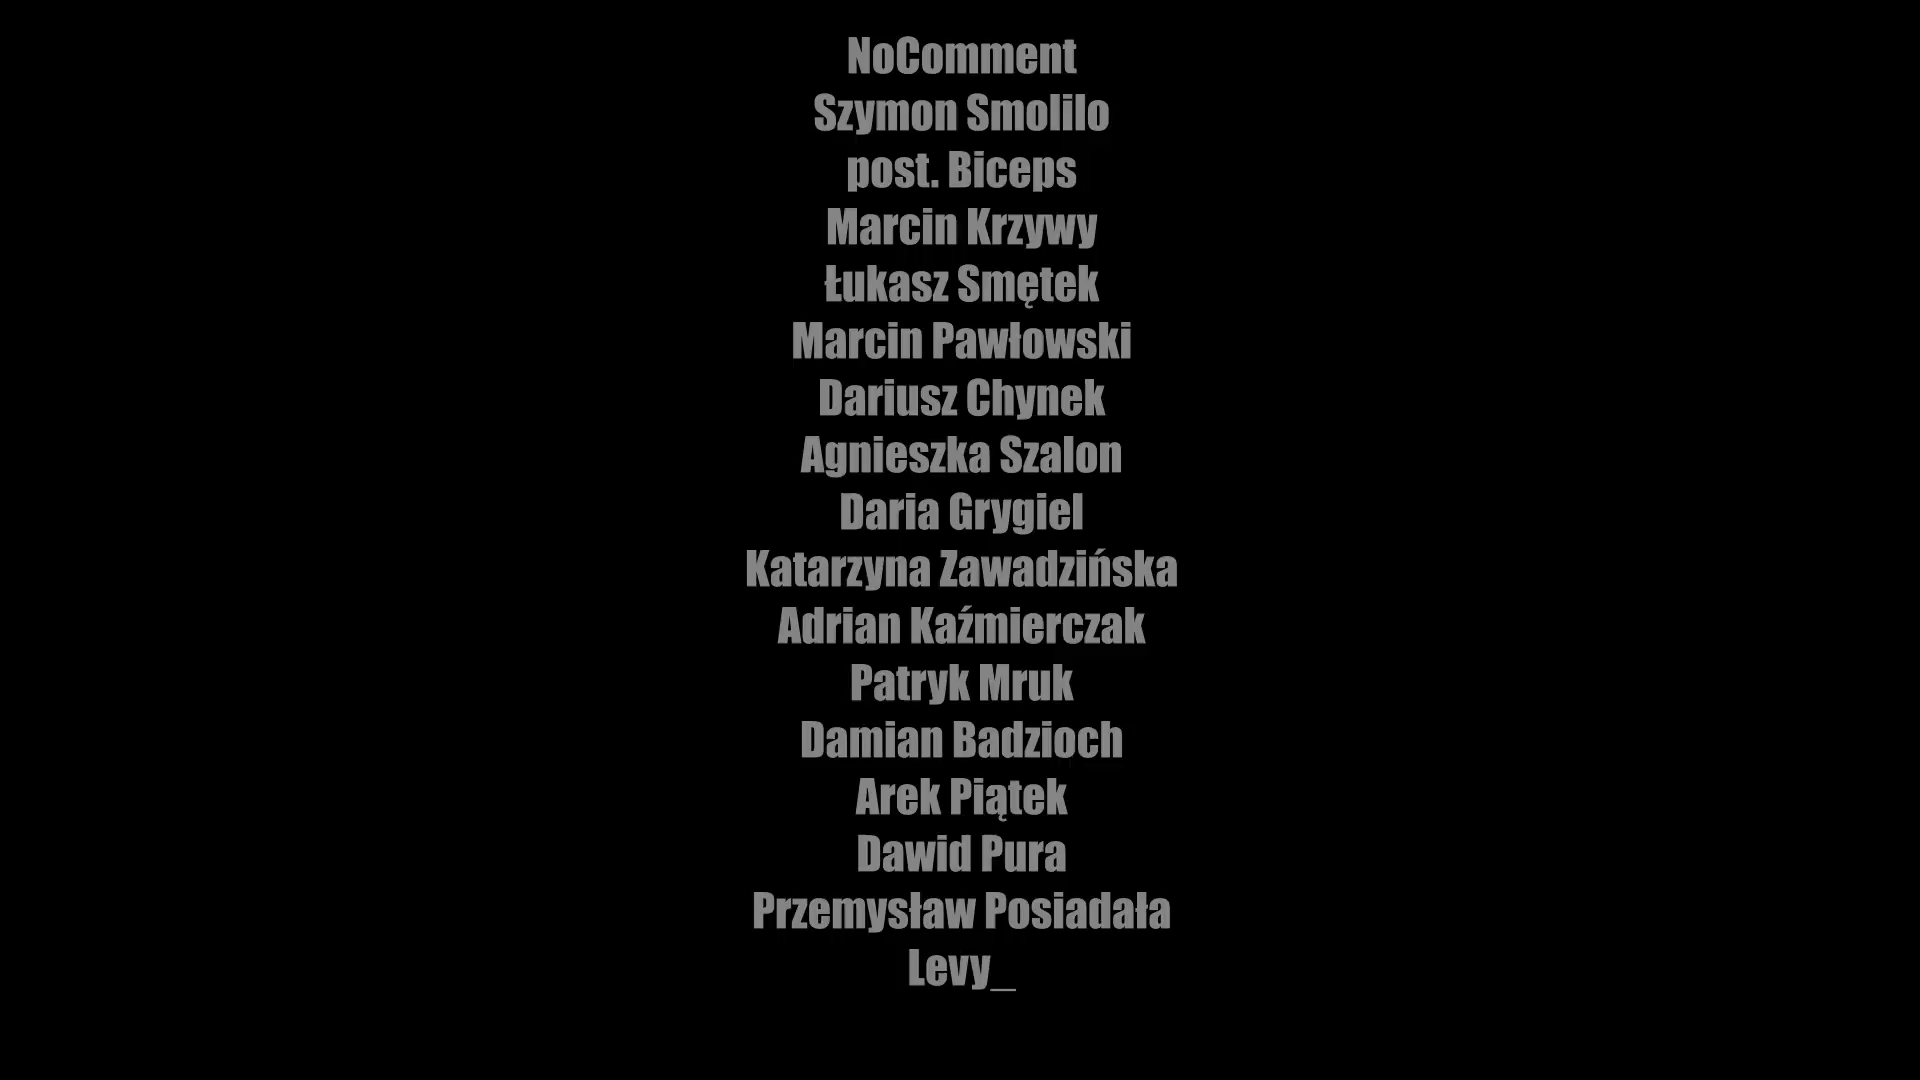 NoComment
Szymon Smolilo
post. Biceps
Marcin Krzywy
Łukasz Smętek
Marcin Pawłowski
Dariusz Chynek
Agnieszka Szalon
Daria Grygiel
Katarzyna Zawadzińska
Adrian Kaźmierczak
Patryk Mruk
Damian Badzioch
Arek Piątek
Dawid Pura
Przemysław Posiadała
Levy_